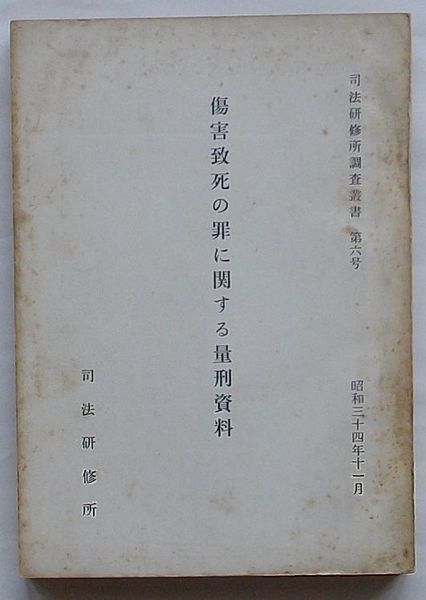 司法研修所調査叢書 第六号
昭和三十四年十一月
傷害致死の罪に関する量刑資料
司法研修所